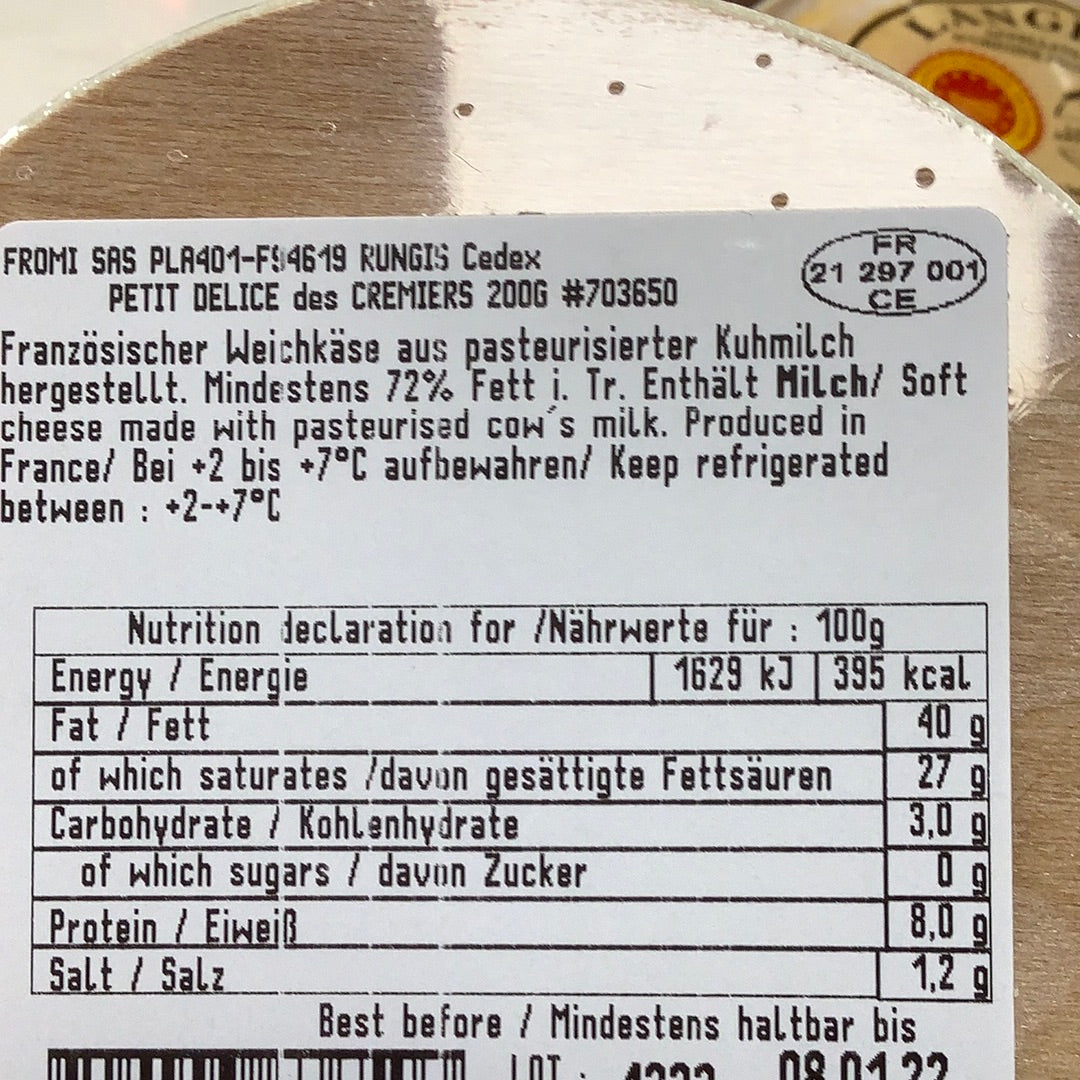 FROMI SAS PLA401-F94619 RUNGIS Cedex
PETIT DELICE des CREMIERS 200G #703650
FR
21 297 001
CE
Französischer Weichkäse aus pasteurisierter Kuhmilch
hergestellt. Mindestens 72% Fett i. Tr. Enthält Milch/ Soft
cheese made with pasteurised cow´s milk. Produced in
France/ Bei +2 bis +7°C aufbewahren/ Keep refrigerated
between : +2-+7°C
Nutrition declaration for /Nährwerte für : 100g
Energy / Energie 1629 kJ 395 kcal
Fat / Fett 40 g
of which saturates /davon gesättigte Fettsäuren 27 g
Carbohydrate / Kohlenhydrate 3,0 g
of which sugars / davon Zucker 0 g
Protein / Eiweiß 8,0 g
Salt / Salz 1,2 g
Best before / Mindestens haltbar bis
LOT : 08.01.22